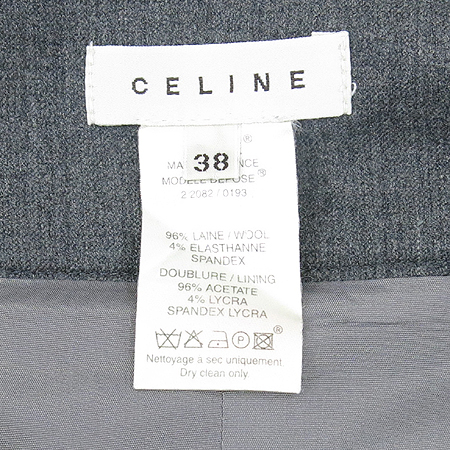 CELINE
®
38
MODELE DEPOSE ®
2 2082 / 0193
96% LAINE / WOOL
4% ELASTHANNE
SPANDEX
DOUBLURE / LINING
96% ACETATE
4% LYCRA
SPANDEX LYCRA
P ®
Nettoyage a sec uniquement
Dry clean only.